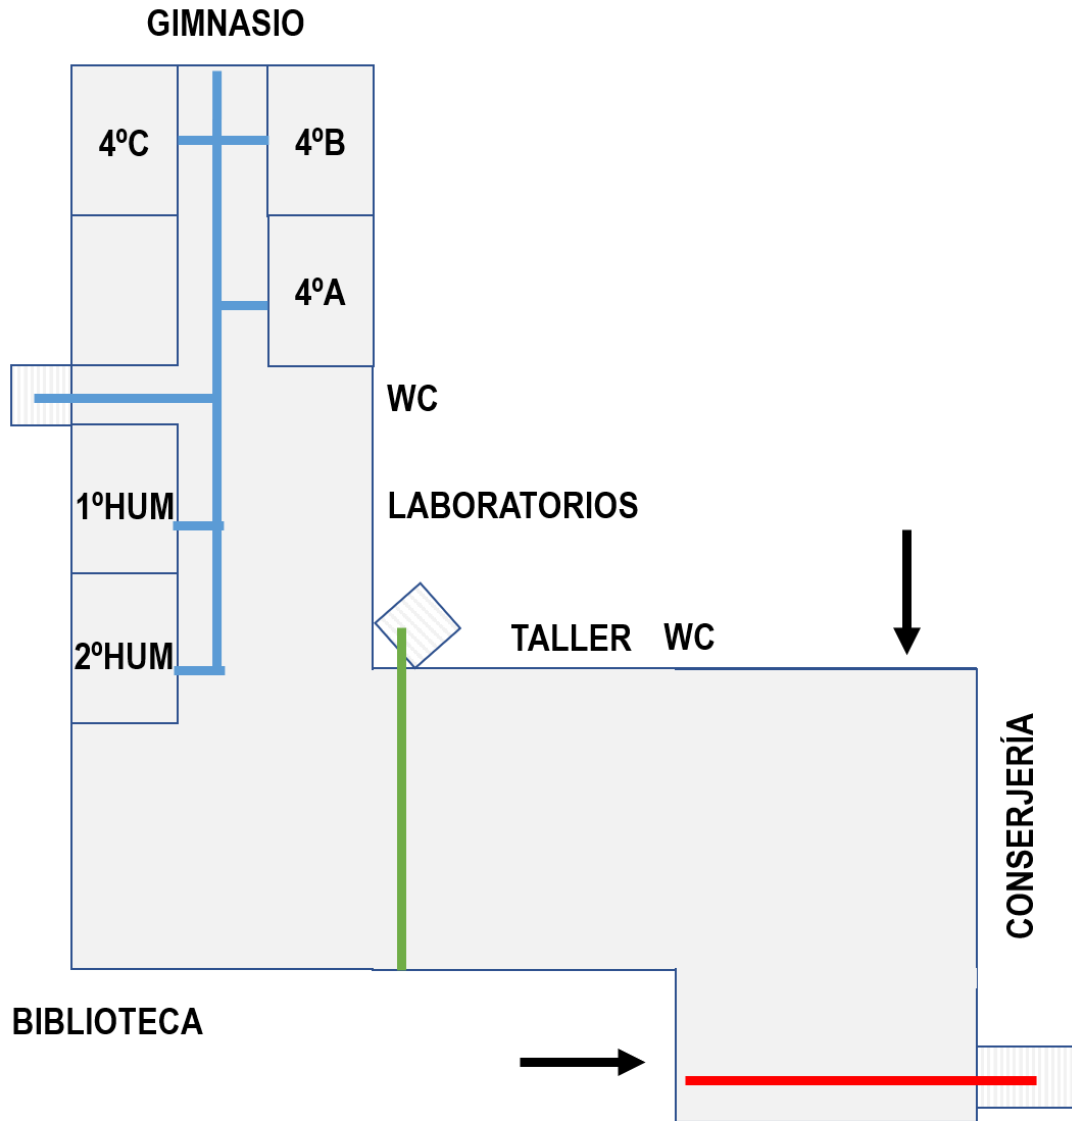 GIMNASIO
4ºC
4ºB
4ºA
WC
1ºHUM
LABORATORIOS
2ºHUM
TALLER
WC
CONSERJERÍA
BIBLIOTECA